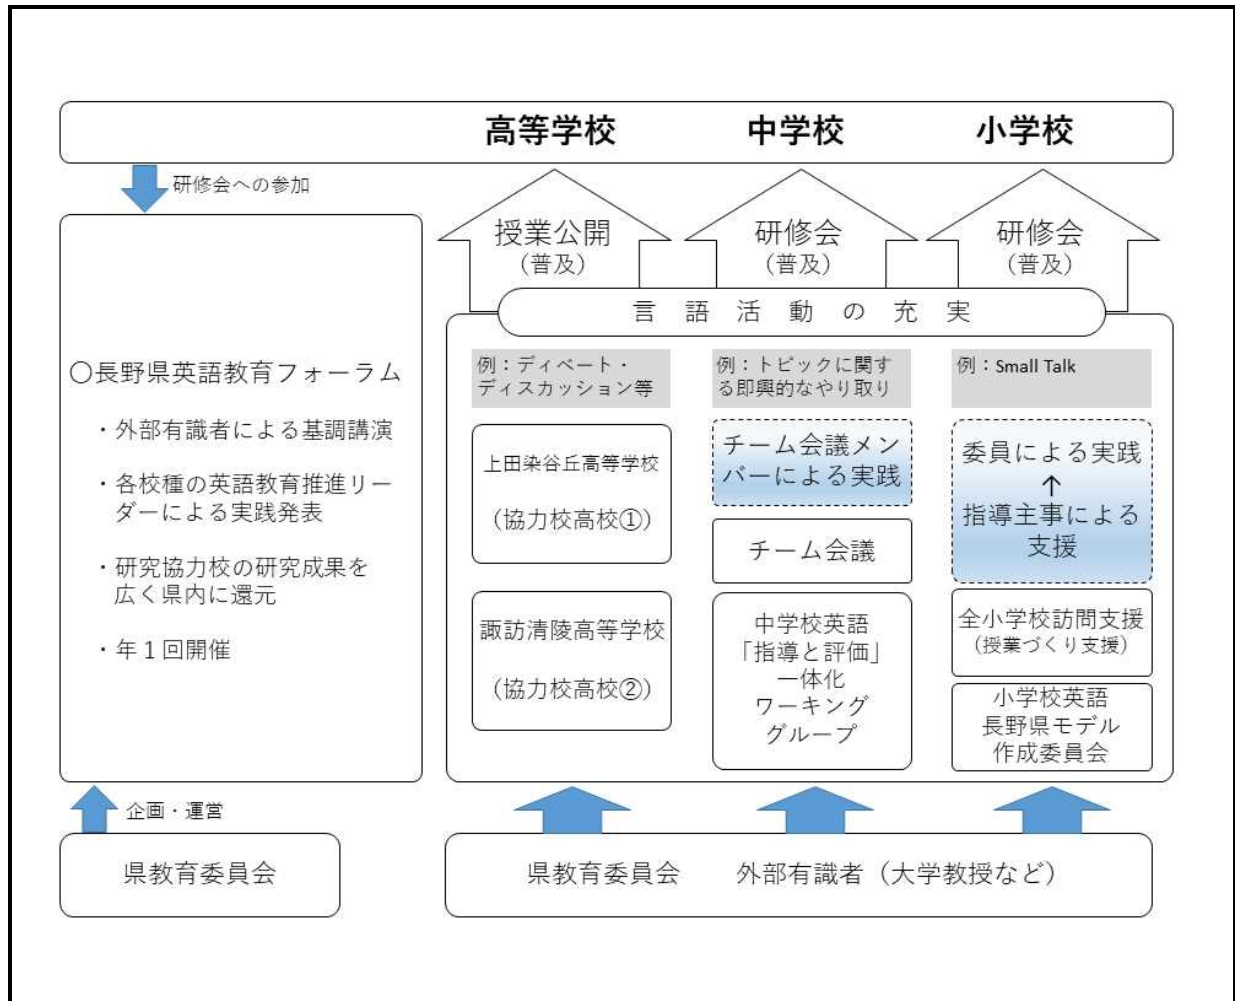 高等学校
中学校
小学校
研修会への参加
〇長野県英語教育フォーラム
・外部有識者による基調講演
・各校種の英語教育推進リー
ダーによる実践発表
・研究協力校の研究成果を
広く県内に還元
・年１回開催
企画・運営
県教育委員会
授業公開
（普及）
研修会
（普及）
研修会
（普及）
言語活動の充実
例：ディベート・
ディスカッション等
上田染谷丘高等学校
（協力校高校①）
諏訪清陵高等学校
（協力校高校②）
例：トピックに関す
る即興的なやり取り
チーム会議メン
バーによる実践
チーム会議
中学校英語
「指導と評価」
一体化
ワーキング
グループ
例：Small Talk
委員による実践
↑
指導主事による
支援
全小学校訪問支援
（授業づくり支援）
小学校英語
長野県モデル
作成委員会
県教育委員会　外部有識者（大学教授など）